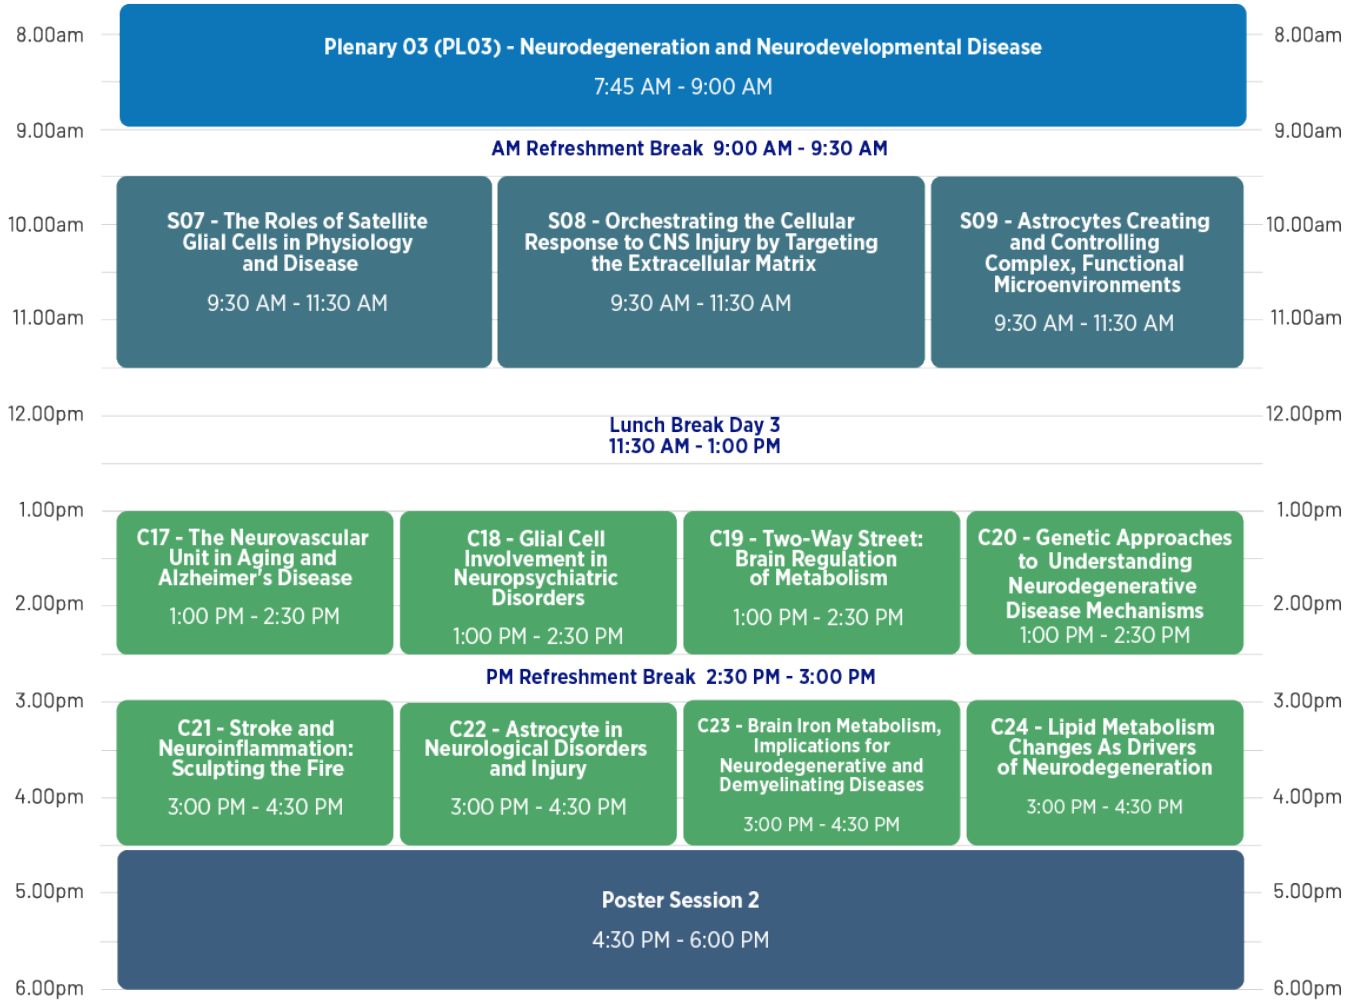 8.00am
8.00am
Plenary 03 (PL03) - Neurodegeneration and Neurodevelopmental Disease
7:45 AM - 9:00 AM
9.00am
9.00am
AM Refreshment Break 9:00 AM - 9:30 AM
10.00am
10.00am
S07 - The Roles of Satellite
Glial Cells in Physiology
and Disease
9:30 AM - 11:30 AM
S08 - Orchestrating the Cellular
Response to CNS Injury by Targeting
the Extracellular Matrix
9:30 AM - 11:30 AM
S09 - Astrocytes Creating
and Controlling
Complex, Functional
Microenvironments
9:30 AM - 11:30 AM
11.00am
11.00am
12.00pm
12.00pm
Lunch Break Day 3
11:30 AM - 1:00 PM
1.00pm
1.00pm
C17 - The Neurovascular
Unit in Aging and
Alzheimer's Disease
1:00 PM - 2:30 PM
C18 - Glial Cell
Involvement in
Neuropsychiatric
Disorders
1:00 PM - 2:30 PM
C19 - Two-Way Street:
Brain Regulation
of Metabolism
1:00 PM - 2:30 PM
C20 - Genetic Approaches
to Understanding
Neurodegenerative
Disease Mechanisms
1:00 PM - 2:30 PM
2.00pm
2.00pm
PM Refreshment Break 2:30 PM - 3:00 PM
3.00pm
3.00pm
C21 - Stroke and
Neuroinflammation:
Sculpting the Fire
3:00 PM - 4:30 PM
C22 - Astrocyte in
Neurological Disorders
and Injury
3:00 PM - 4:30 PM
C23 - Brain Iron Metabolism,
Implications for
Neurodegenerative and
Demyelinating Diseases
3:00 PM - 4:30 PM
C24 - Lipid Metabolism
Changes As Drivers
of Neurodegeneration
3:00 PM - 4:30 PM
4.00pm
4.00pm
5.00pm
5.00pm
Poster Session 2
4:30 PM - 6:00 PM
6.00pm
6.00pm